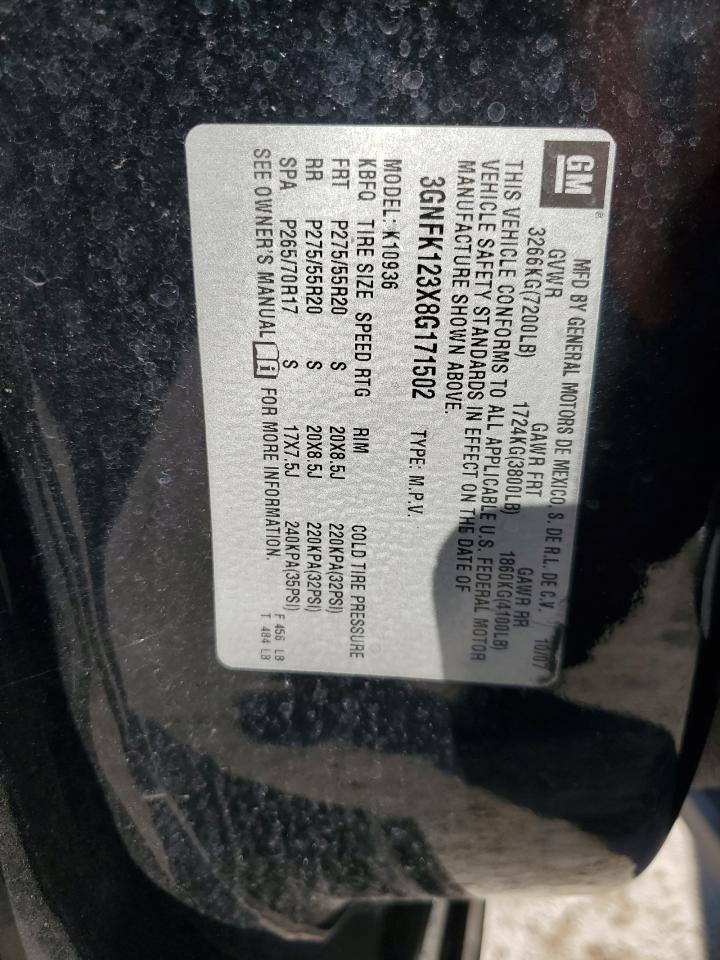 GM ®
MFD BY GENERAL MOTORS DE MEXICO, S. DE R.L. DE C.V. 10/07
GVWR GAWR FRT GAWR RR
3266KG(7200LB) 1724KG(3800LB) 1860KG(4100LB)
THIS VEHICLE CONFORMS TO ALL APPLICABLE U.S. FEDERAL MOTOR
VEHICLE SAFETY STANDARDS IN EFFECT ON THE DATE OF
MANUFACTURE SHOWN ABOVE.
3GNFK123X8G171502 TYPE: M.P.V.
MODEL: K10936
KBFQ TIRE SIZE SPEED RTG RIM COLD TIRE PRESSURE
FRT P275/55R20 S 20X8.5J 220KPA(32PSI)
RR P275/55R20 S 20X8.5J 220KPA(32PSI)
SPA P265/70R17 S 17X7.5J 240KPA(35PSI)
SEE OWNER'S MANUAL i FOR MORE INFORMATION.
F 456 LB
T 484 LB